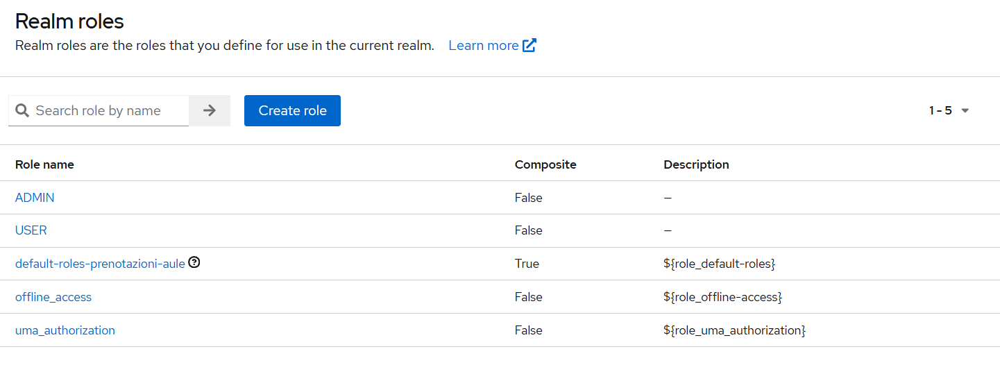 Realm roles
Realm roles are the roles that you define for use in the current realm. Learn more
Search role by name Create role 1 - 5
Role name Composite Description
ADMIN False —
USER False —
default-roles-prenotazioni-aule True ${role_default-roles}
offline_access False ${role_offline-access}
uma_authorization False ${role_uma_authorization}